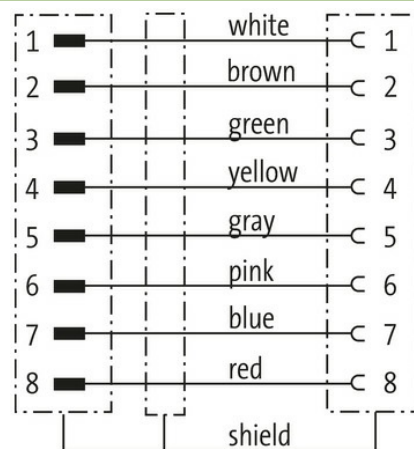 1 white 1
2 brown 2
3 green 3
4 yellow 4
5 gray 5
6 pink 6
7 blue 7
8 red 8
shield